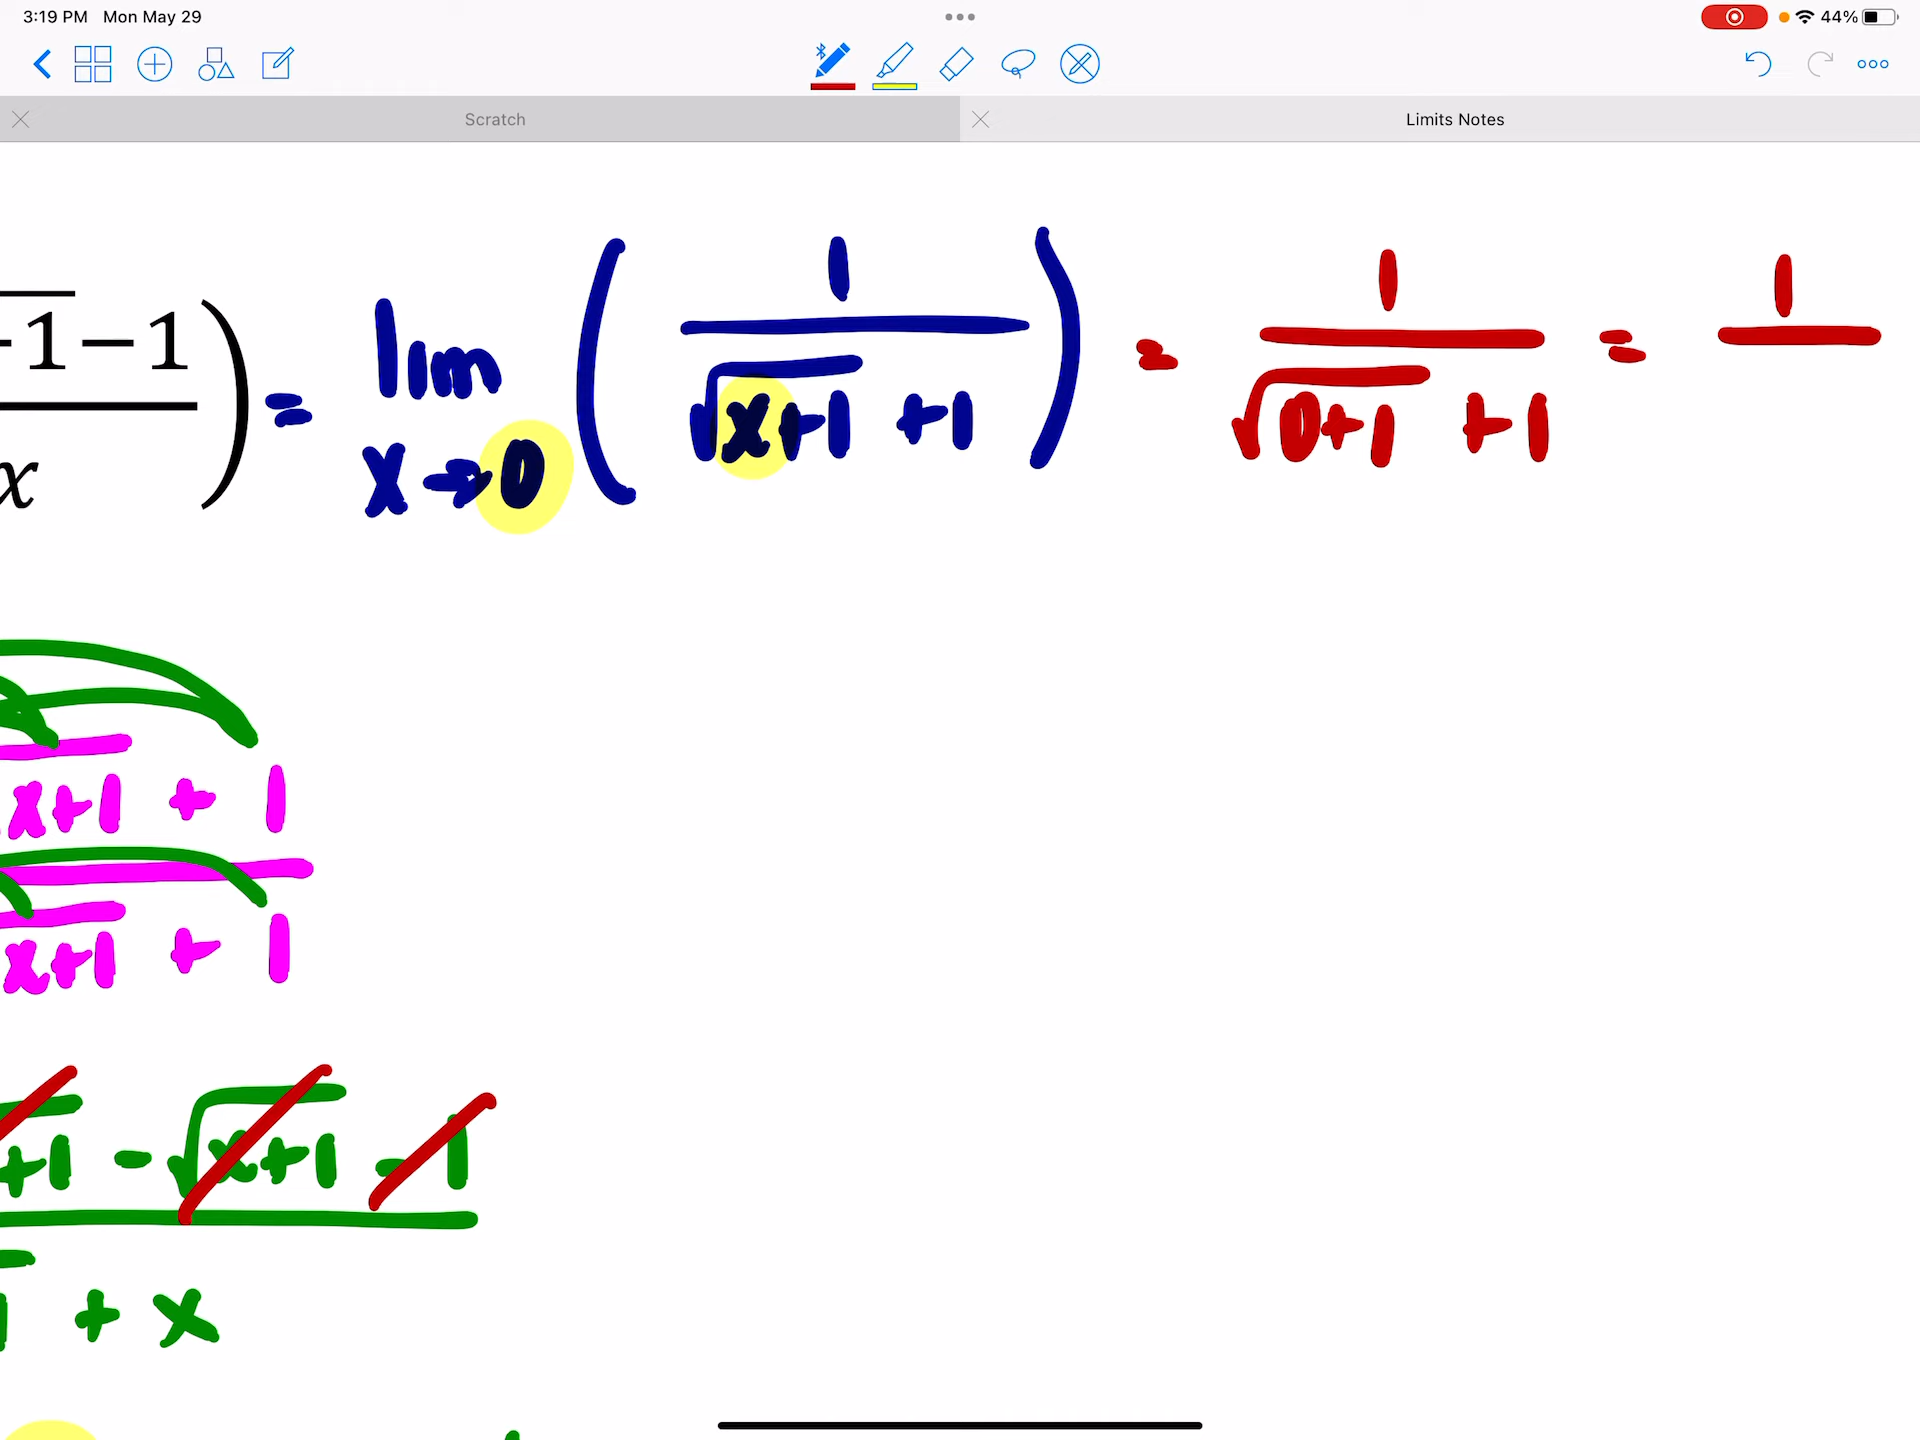 3:19 PM Mon May 29
44%
Scratch
Limits Notes
-1 − 1) / x = lim x→0 (1 / (√(x+1) + 1)) = 1 / (√(0+1) + 1) = 1 /
x+1 + 1
x+1 + 1
+1 - √(x+1) - 1
+ x